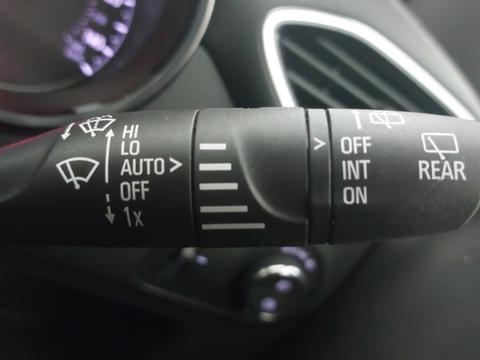 HI
LO
AUTO >
OFF
1x
>
OFF
INT
ON
REAR